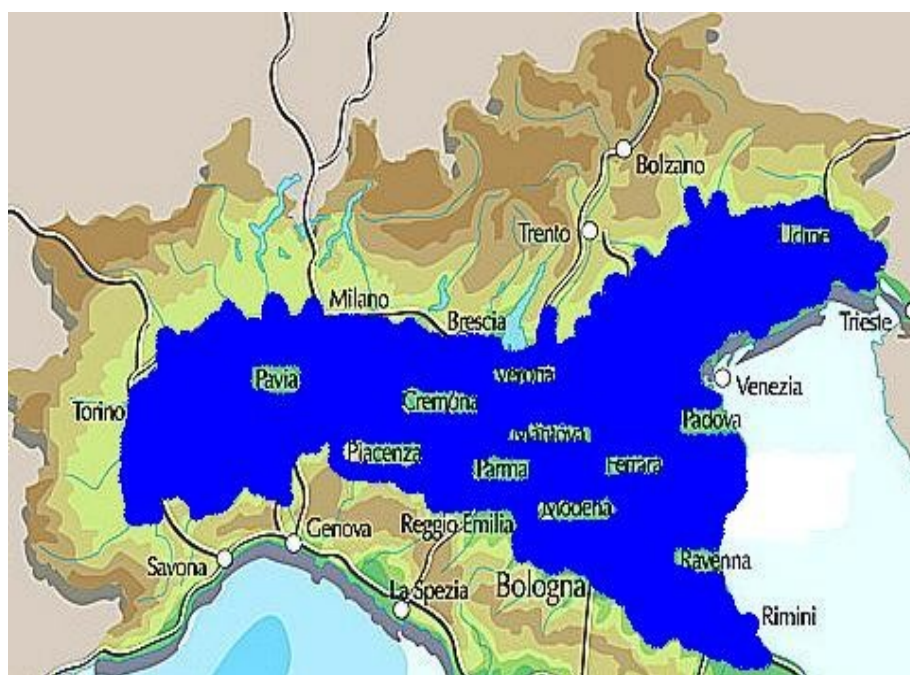 Bolzano
Udine
Trento
Milano
Brescia
Trieste
Verona
Pavia
Venezia
Torino
Cremona
Padova
Mantova
Piacenza
Parma
Ferrara
Modena
Reggio Emilia
Genova
Savona
Ravenna
La Spezia
Bologna
Rimini